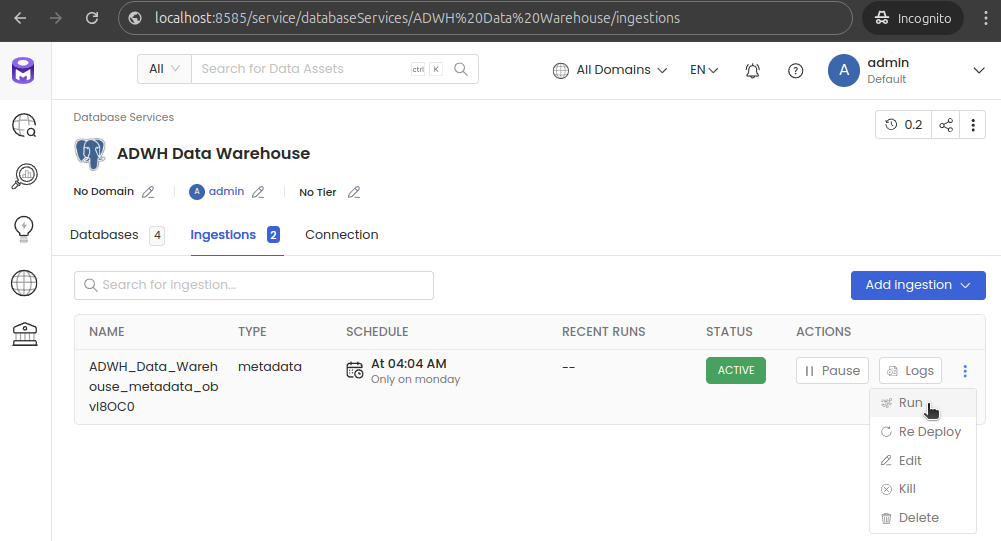 localhost:8585/service/databaseServices/ADWH%20Data%20Warehouse/ingestions
Incognito
All
Search for Data Assets
ctrl K
All Domains
EN
?
A
admin
Default
Database Services
0.2
ADWH Data Warehouse
No Domain
A admin
No Tier
Databases 4
Ingestions 2
Connection
Search for ingestion...
Add Ingestion
NAME TYPE SCHEDULE RECENT RUNS STATUS ACTIONS
ADWH_Data_Wareh
ouse_metadata_ob
vI8OC0
metadata
At 04:04 AM
Only on monday
--
ACTIVE
Pause
Logs
Run
Re Deploy
Edit
Kill
Delete